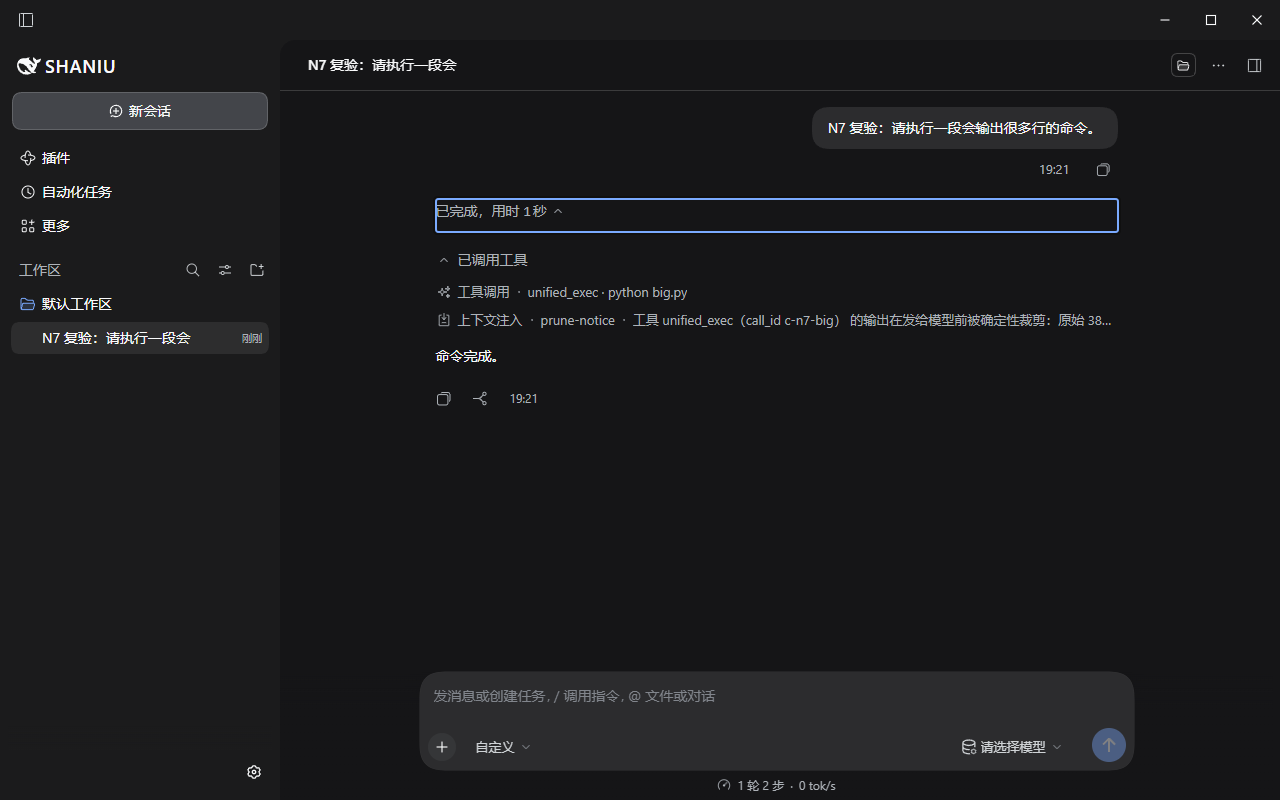 SHANIU
新会话
插件
自动化任务
更多
工作区
默认工作区
N7 复验：请执行一段会
刚刚
N7 复验：请执行一段会
N7 复验：请执行一段会输出很多行的命令。
19:21
已完成，用时 1 秒
已调用工具
工具调用 · unified_exec · python big.py
上下文注入 · prune-notice · 工具 unified_exec（call_id c-n7-big） 的输出在发给模型前被确定性裁剪：原始 38...
命令完成。
19:21
发消息或创建任务, / 调用指令, @ 文件或对话
自定义
请选择模型
1 轮 2 步 · 0 tok/s